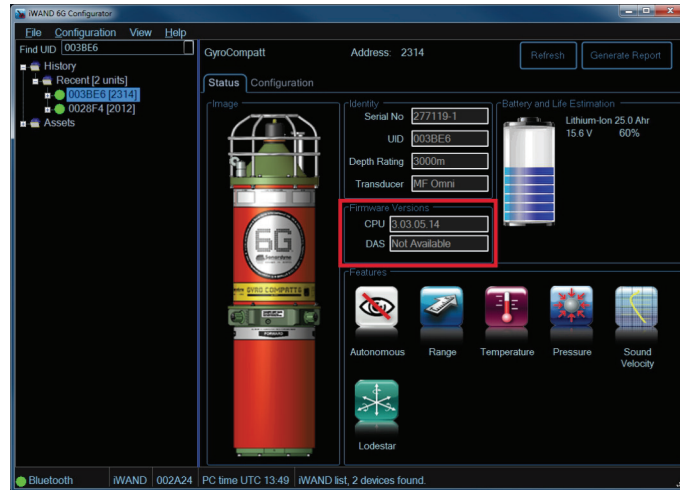 iWAND 6G Configurator
File Configuration View Help
Find UID 003BE6
History
Recent [2 units]
003BE6 [2314]
0028F4 [2012]
Assets
GyroCompatt Address: 2314 Refresh Generate Report
Status Configuration
Image
6G
Sonardyne
GYRO COMPATT 6
FORWARD
Identity
Serial No 277119-1
UID 003BE6
Depth Rating 3000m
Transducer MF Omni
Battery and Life Estimation
Lithium-Ion 25.0 Ahr
15.6 V 60%
Firmware Versions
CPU 3.03.05.14
DAS Not Available
Features
Autonomous Range Temperature Pressure Sound
Velocity
Lodestar
Bluetooth iWAND 002A24 PC time UTC 13:49 iWAND list, 2 devices found.